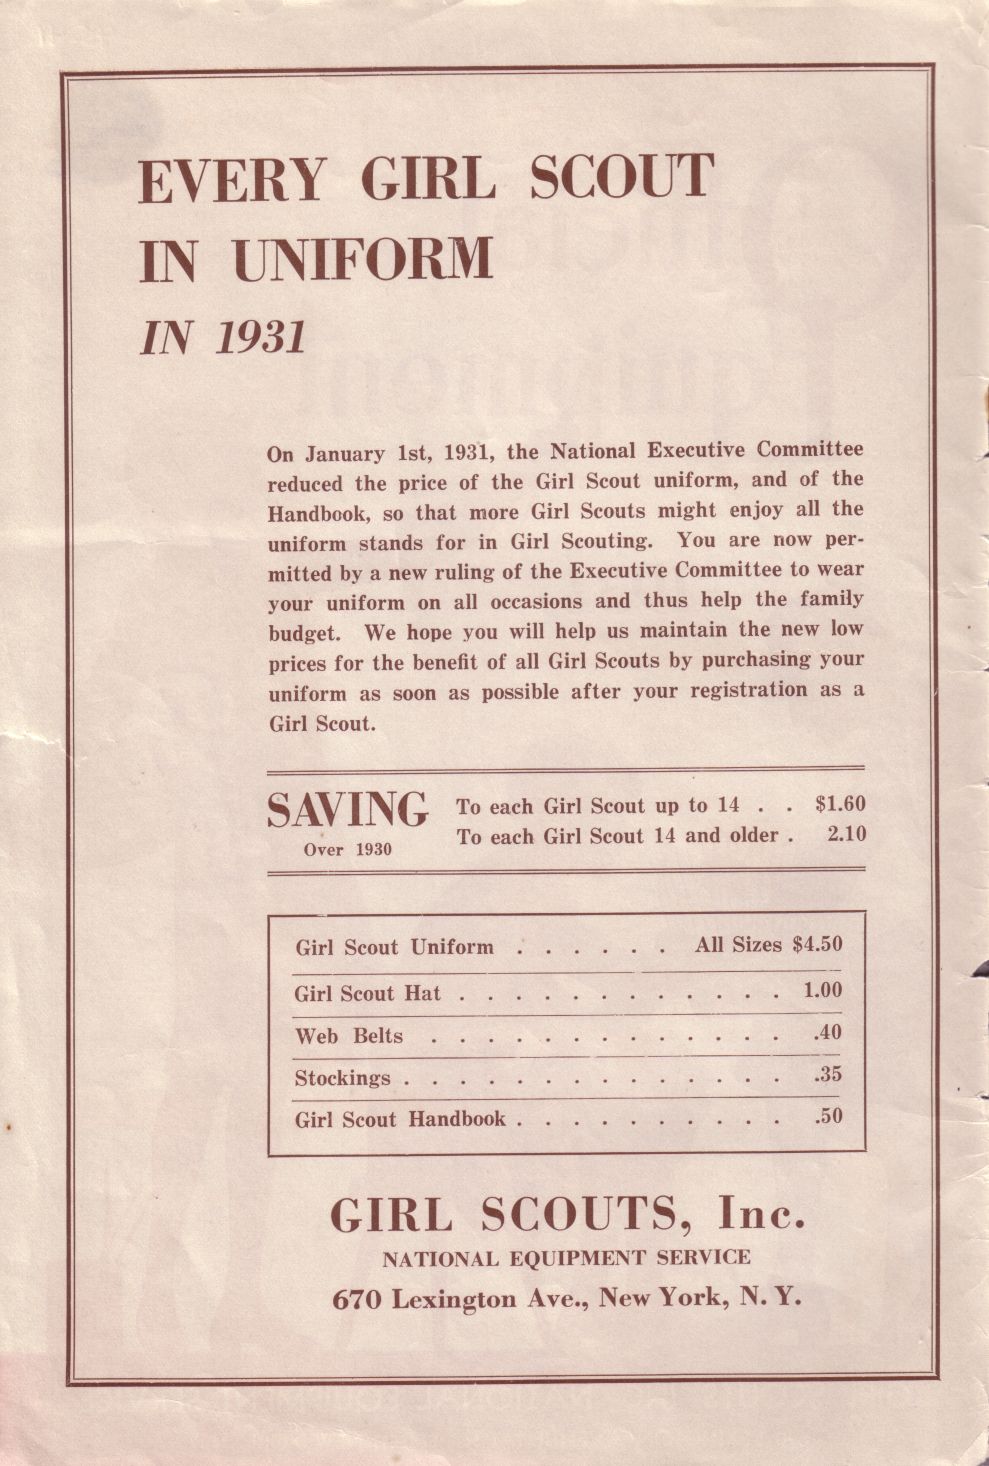 EVERY GIRL SCOUT
IN UNIFORM
IN 1931
On January 1st, 1931, the National Executive Committee
reduced the price of the Girl Scout uniform, and of the
Handbook, so that more Girl Scouts might enjoy all the
uniform stands for in Girl Scouting. You are now per-
mitted by a new ruling of the Executive Committee to wear
your uniform on all occasions and thus help the family
budget. We hope you will help us maintain the new low
prices for the benefit of all Girl Scouts by purchasing your
uniform as soon as possible after your registration as a
Girl Scout.
SAVING
Over 1930
To each Girl Scout up to 14 . . $1.60
To each Girl Scout 14 and older . 2.10
Girl Scout Uniform . . . . . . All Sizes $4.50
Girl Scout Hat . . . . . . . . . . . . 1.00
Web Belts . . . . . . . . . . . . . .40
Stockings . . . . . . . . . . . . . . .35
Girl Scout Handbook . . . . . . . . . . .50
GIRL SCOUTS, Inc.
NATIONAL EQUIPMENT SERVICE
670 Lexington Ave., New York, N. Y.